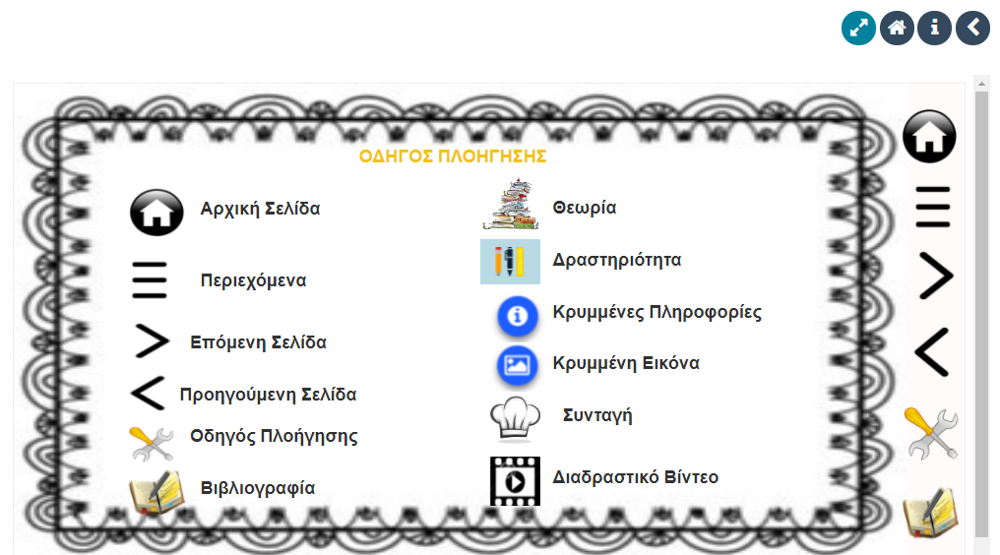 ΟΔΗΓΟΣ ΠΛΟΗΓΗΣΗΣ
Αρχική Σελίδα
Περιεχόμενα
Επόμενη Σελίδα
Προηγούμενη Σελίδα
Οδηγός Πλοήγησης
Βιβλιογραφία
Θεωρία
Δραστηριότητα
Κρυμμένες Πληροφορίες
Κρυμμένη Εικόνα
Συνταγή
Διαδραστικό Βίντεο